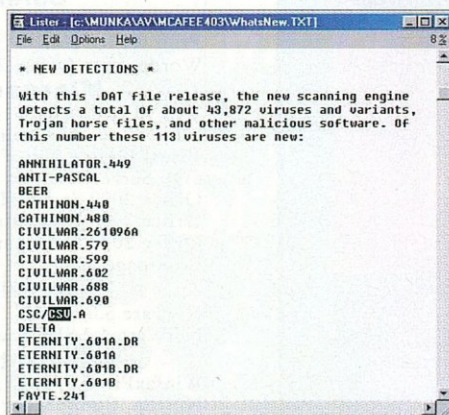 Lister - [c:\MUNKA\AV\MCAFEE403\WhatsNew.TXT]
File Edit Options Help 8%
* NEW DETECTIONS *
With this .DAT file release, the new scanning engine
detects a total of about 43,872 viruses and variants,
Trojan horse files, and other malicious software. Of
this number these 113 viruses are new:
ANNIHILATOR.449
ANTI-PASCAL
BEER
CATHINON.440
CATHINON.480
CIVILWAR.261096A
CIVILWAR.579
CIVILWAR.599
CIVILWAR.602
CIVILWAR.688
CIVILWAR.690
CSC/CSV.A
DELTA
ETERNITY.601A.DR
ETERNITY.601A
ETERNITY.601B.DR
ETERNITY.601B
FAYTE.241